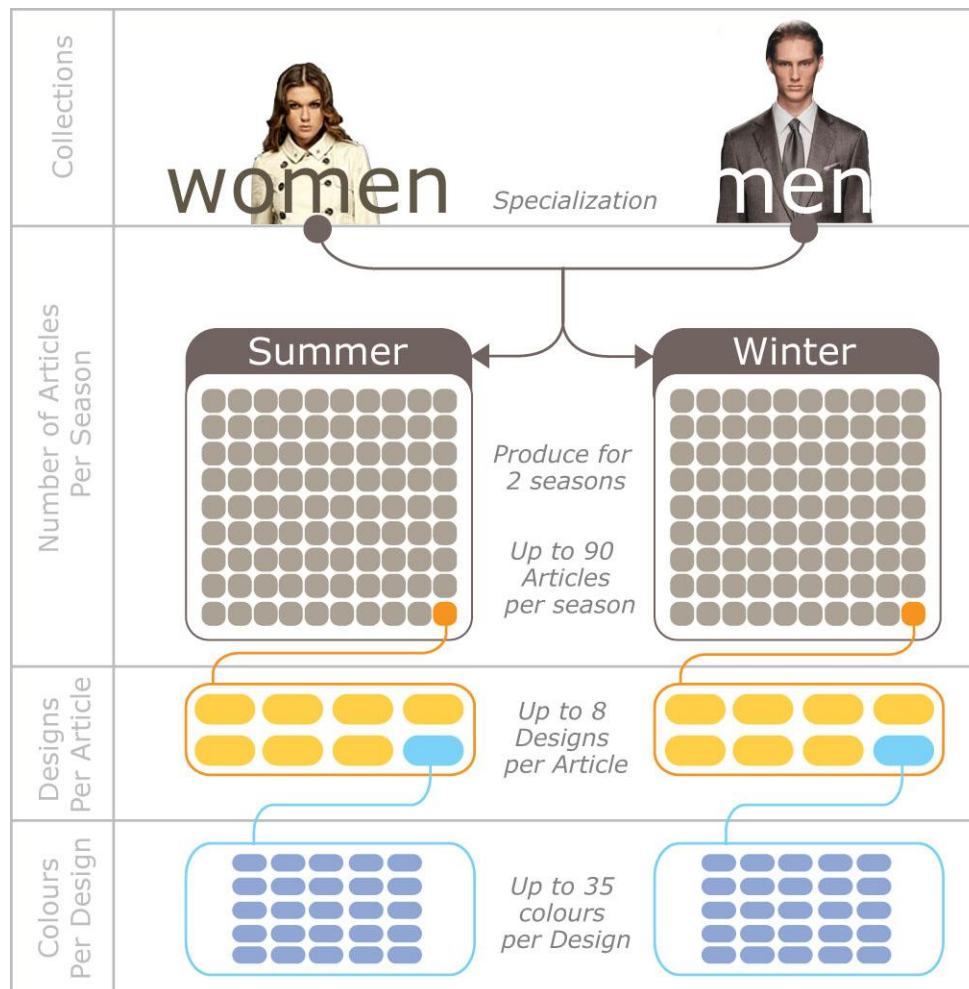 Collections
women
Specialization
men
Number of Articles
Per Season
Summer
Winter
Produce for
2 seasons
Up to 90
Articles
per season
Designs
Per Article
Up to 8
Designs
per Article
Colours
Per Design
Up to 35
colours
per Design